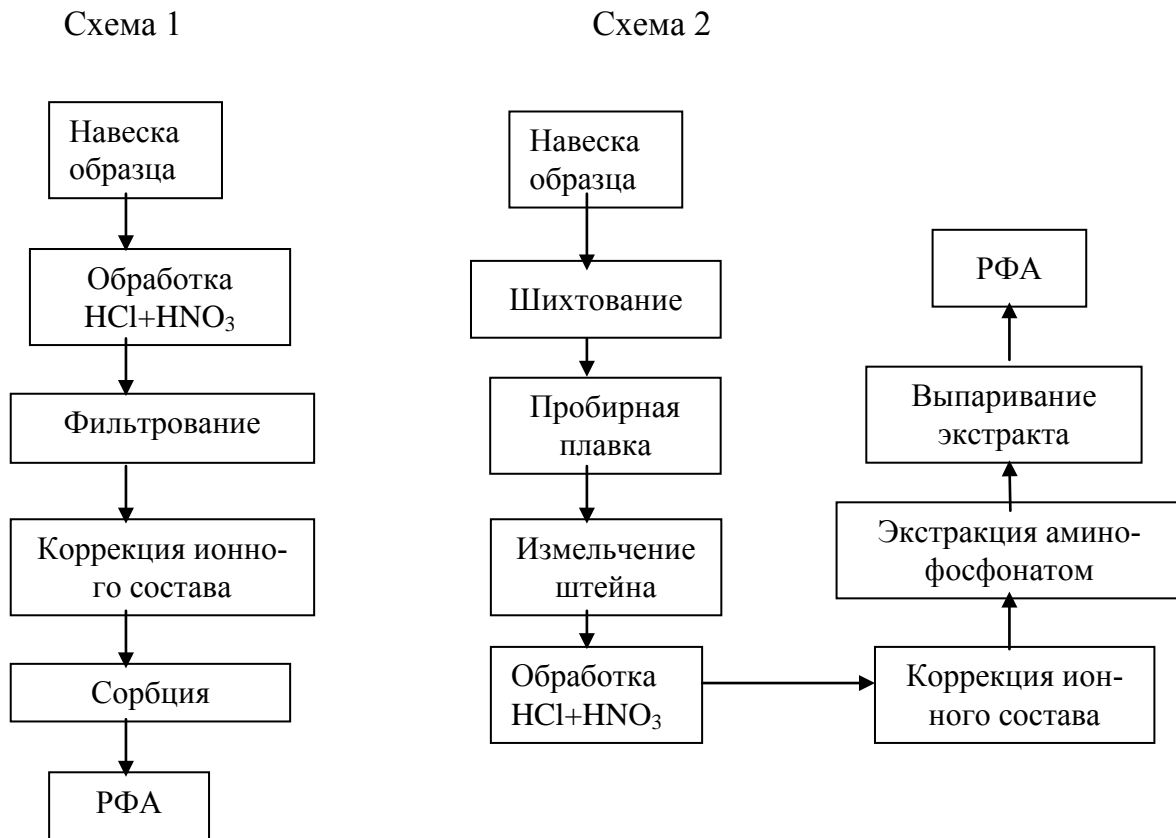 Схема 1
Навеска
образца
Обработка
HCl+HNO₃
Фильтрование
Коррекция ионно-
го состава
Сорбция
РФА
Схема 2
Навеска
образца
Шихтование
Пробирная
плавка
Измельчение
штейна
Обработка
HCl+HNO₃
Коррекция ион-
ного состава
Экстракция амино-
фосфонатом
Выпаривание
экстракта
РФА